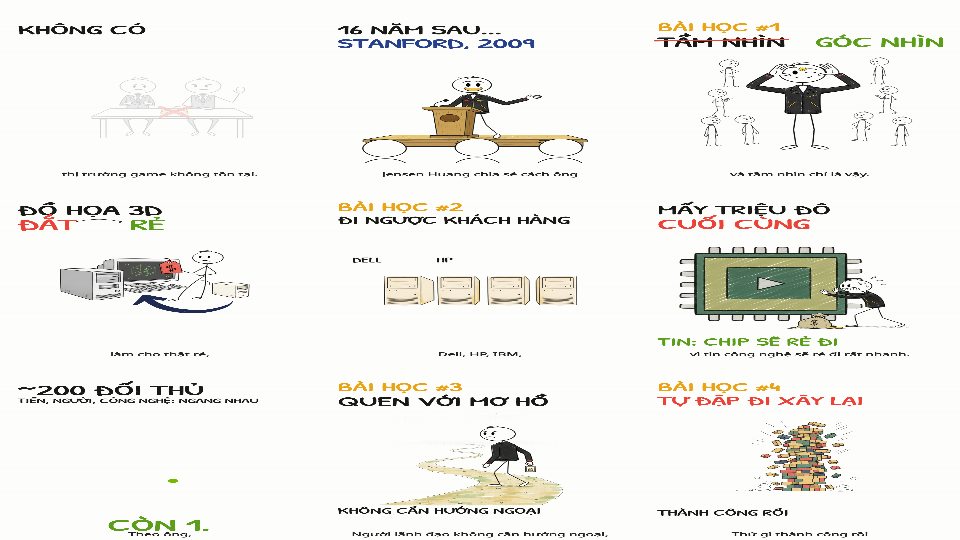 KHÔNG CÓ
thị trường game không tồn tại.
16 NĂM SAU...
STANFORD, 2009
Jensen Huang chia sẻ cách ông
BÀI HỌC #1
TẦM NHÌN GÓC NHÌN
và tầm nhìn chỉ là vậy.
ĐỒ HỌA 3D
ĐẮT RẺ
làm cho thật rẻ,
BÀI HỌC #2
ĐI NGƯỢC KHÁCH HÀNG
DELL HP
Dell, HP, IBM,
MẤY TRIỆU ĐÔ
CUỐI CÙNG
TIN: CHIP SẼ RẺ ĐI
vì tin công nghệ sẽ rẻ đi rất nhanh.
~200 ĐỐI THỦ
TIỀN, NGƯỜI, CÔNG NGHỆ: NGANG NHAU
CÒN 1.
Theo ông,
BÀI HỌC #3
QUEN VỚI MƠ HỒ
KHÔNG CẦN HƯỚNG NGOẠI
Người lãnh đạo không cần hướng ngoại,
BÀI HỌC #4
TỰ ĐẬP ĐI XÂY LẠI
THÀNH CÔNG RỒI
Thứ gì thành công rồi